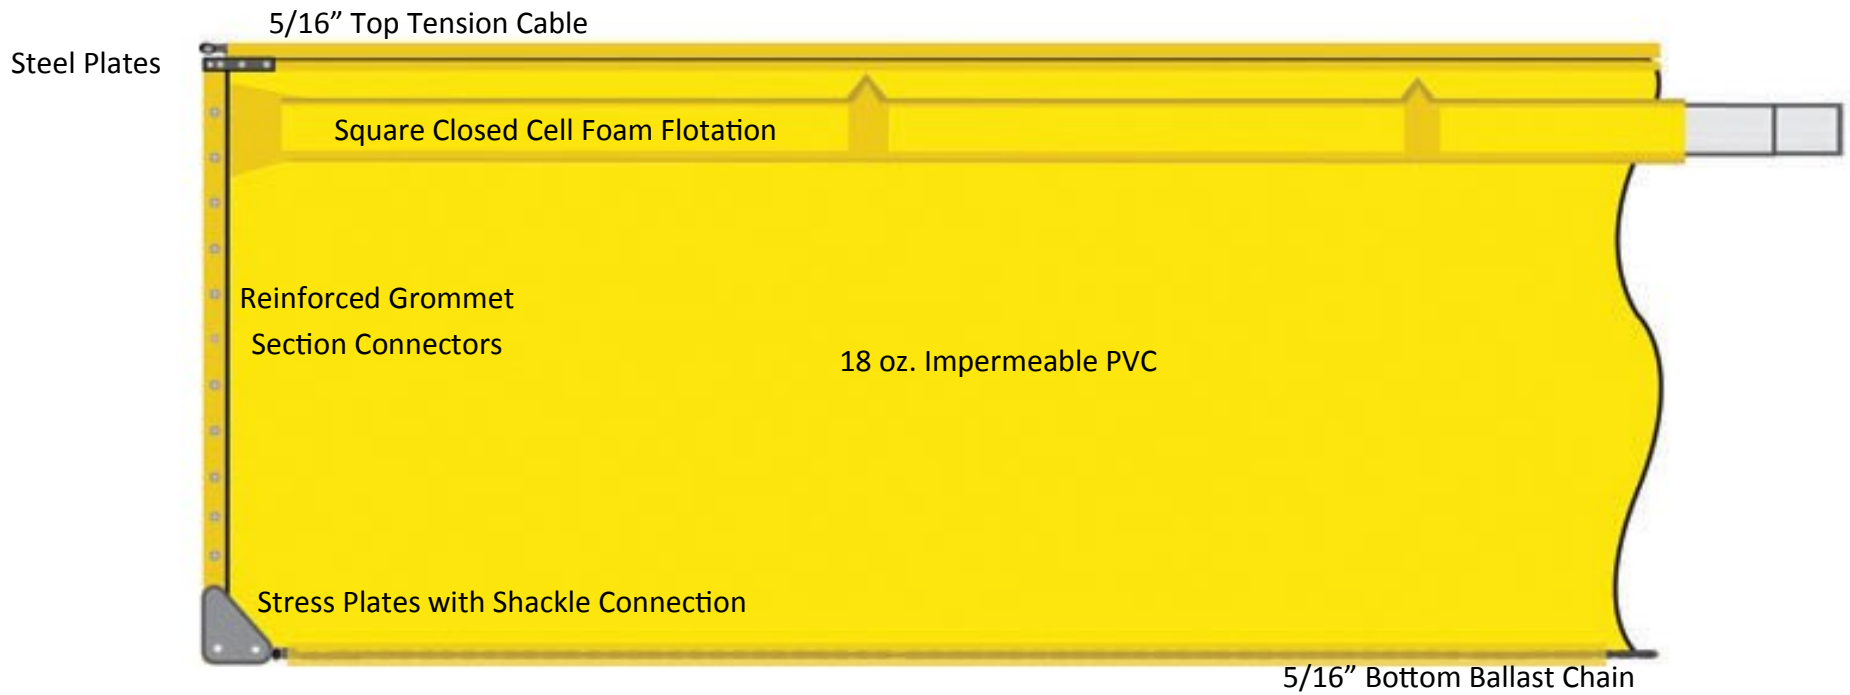 5/16” Top Tension Cable
Steel Plates
Square Closed Cell Foam Flotation
Reinforced Grommet
Section Connectors
18 oz. Impermeable PVC
Stress Plates with Shackle Connection
5/16” Bottom Ballast Chain